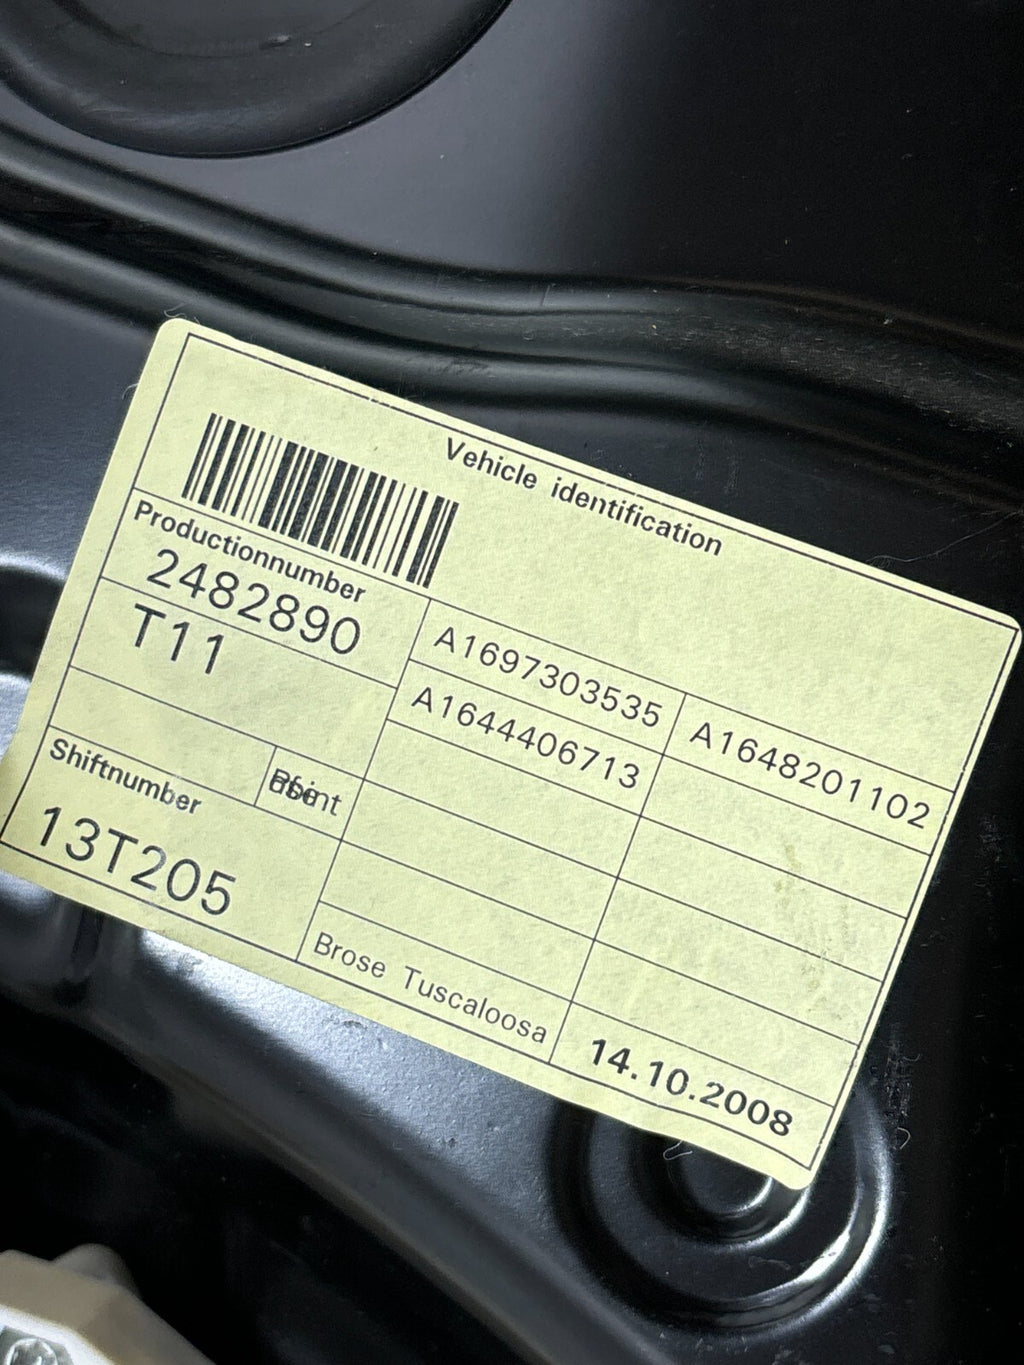 Vehicle identification
Productionnumber
2482890
T11
A1697303535
A1648201102
A1644406713
Shiftnumber
13T205
Brose Tuscaloosa
14.10.2008